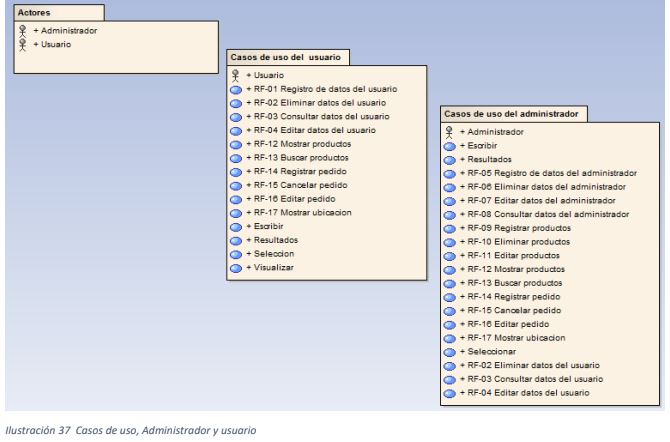 Actores
+ Administrador
+ Usuario
Casos de uso del usuario
+ Usuario
+ RF-01 Registro de datos del usuario
+ RF-02 Eliminar datos del usuario
+ RF-03 Consultar datos del usuario
+ RF-04 Editar datos del usuario
+ RF-12 Mostrar productos
+ RF-13 Buscar productos
+ RF-14 Registrar pedido
+ RF-15 Cancelar pedido
+ RF-16 Editar pedido
+ RF-17 Mostrar ubicacion
+ Escribir
+ Resultados
+ Seleccion
+ Visualizar
Casos de uso del administrador
+ Administrador
+ Escribir
+ Resultados
+ RF-05 Registro de datos del administrador
+ RF-06 Eliminar datos del administrador
+ RF-07 Editar datos del administrador
+ RF-08 Consultar datos del administrador
+ RF-09 Registrar productos
+ RF-10 Eliminar productos
+ RF-11 Editar productos
+ RF-12 Mostrar productos
+ RF-13 Buscar productos
+ RF-14 Registrar pedido
+ RF-15 Cancelar pedido
+ RF-16 Editar pedido
+ RF-17 Mostrar ubicacion
+ Seleccionar
+ RF-02 Eliminar datos del usuario
+ RF-03 Consultar datos del usuario
+ RF-04 Editar datos del usuario
Ilustración 37 Casos de uso, Administrador y usuario